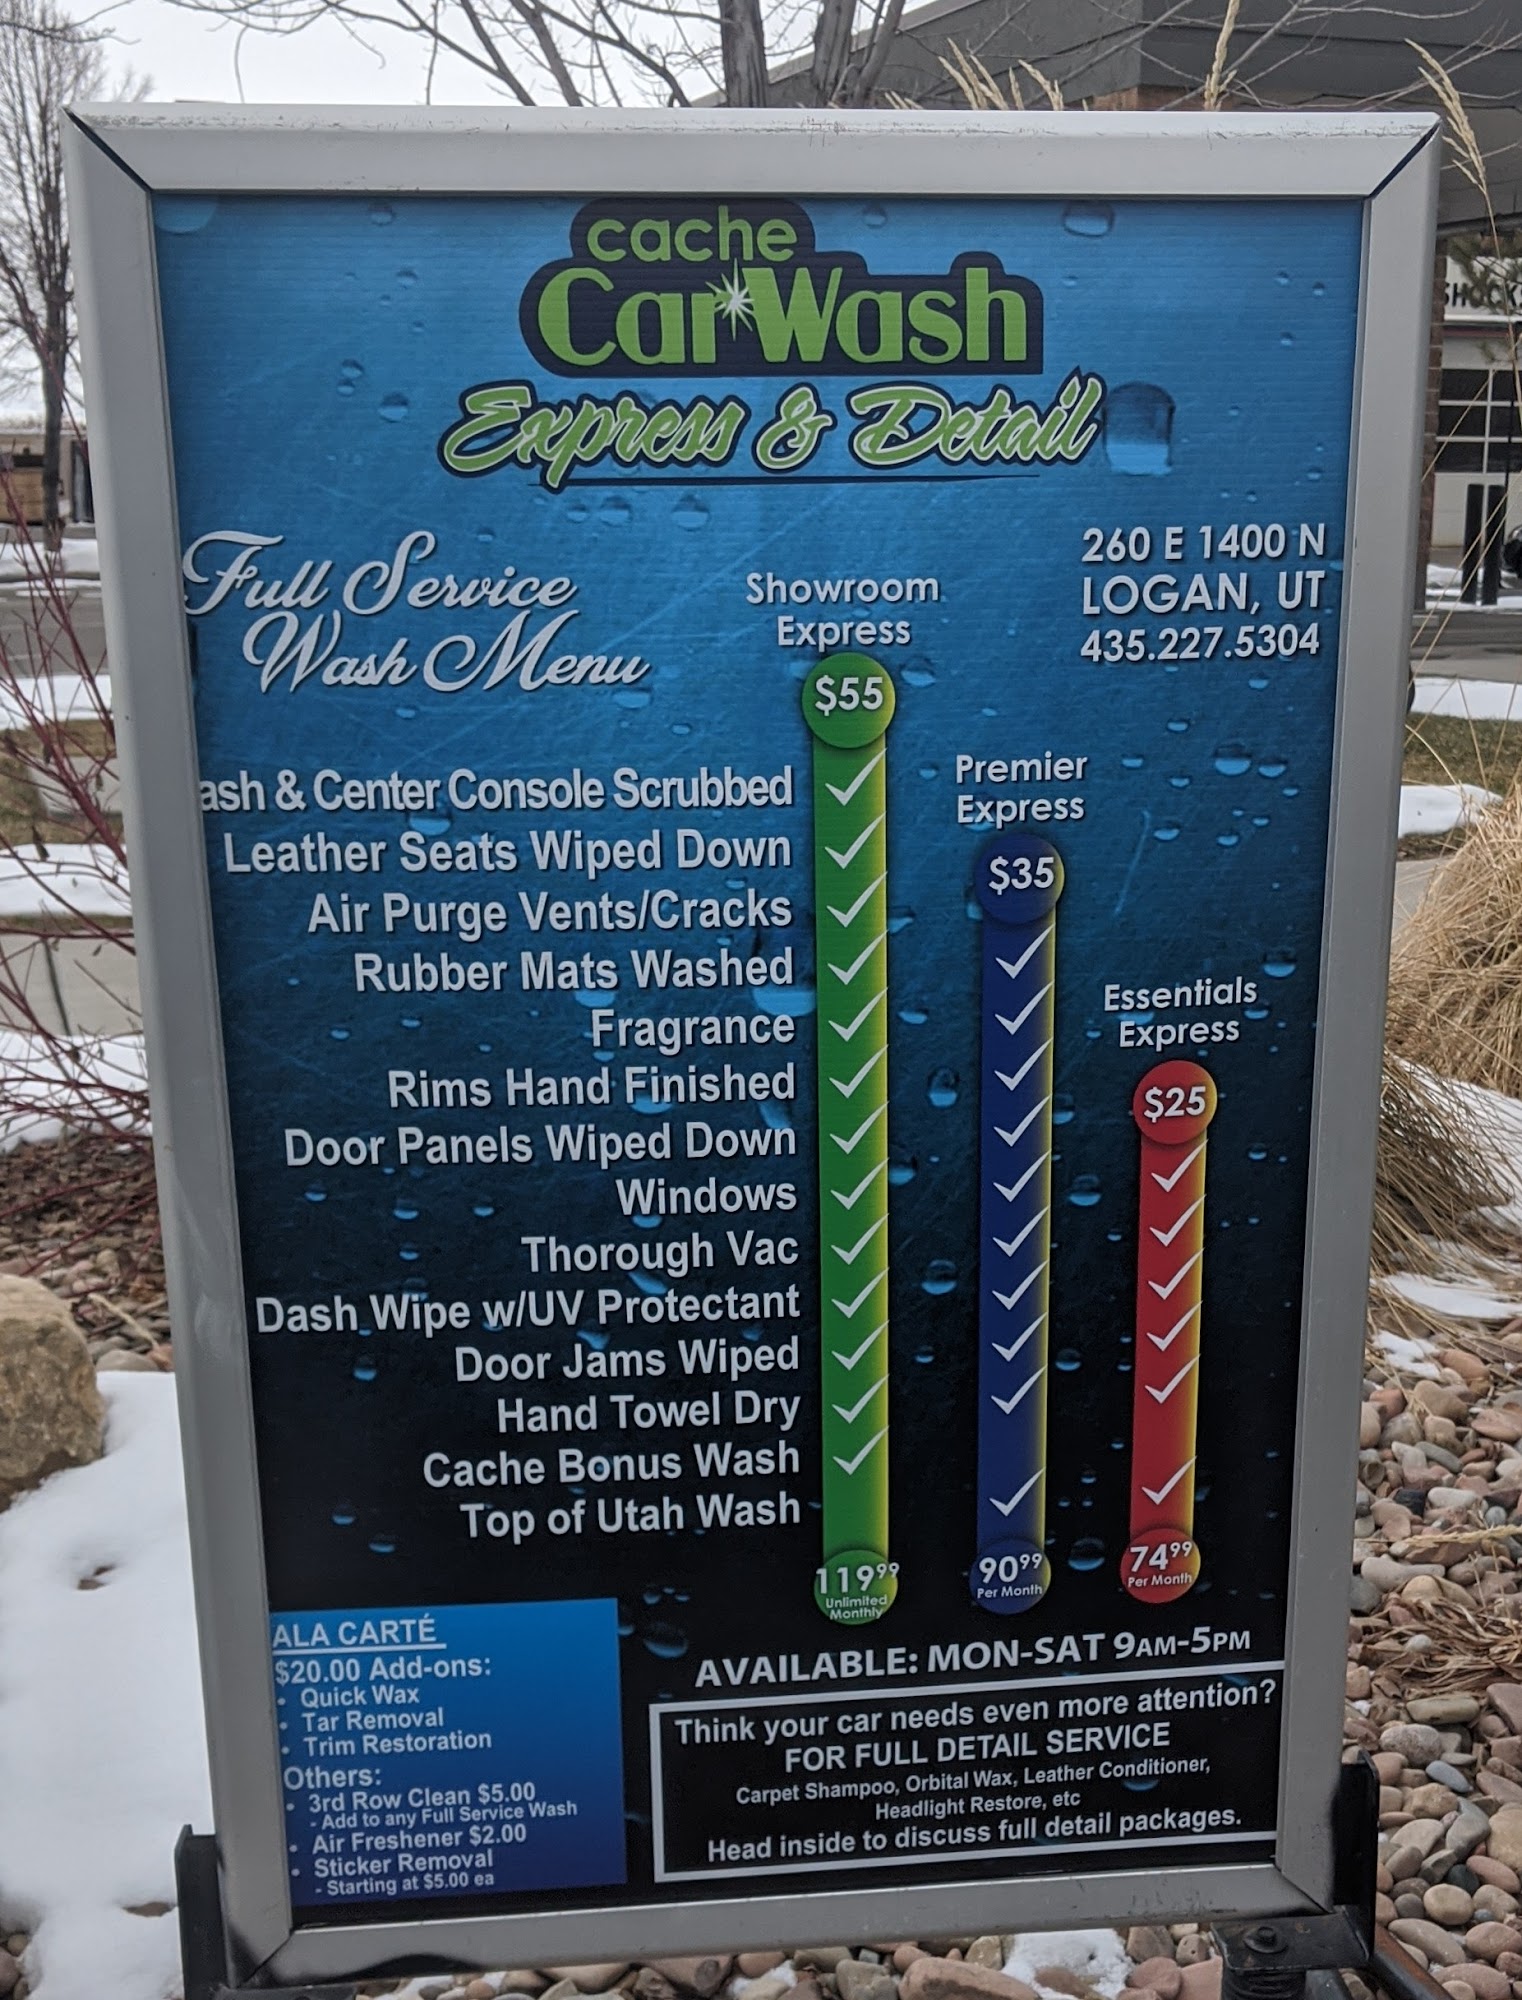 cache
CarWash
Express & Detail
Full Service
Wash Menu
260 E 1400 N
LOGAN, UT
435.227.5304
Showroom
Express
$55
Premier
Express
$35
Essentials
Express
$25
ash & Center Console Scrubbed
Leather Seats Wiped Down
Air Purge Vents/Cracks
Rubber Mats Washed
Fragrance
Rims Hand Finished
Door Panels Wiped Down
Windows
Thorough Vac
Dash Wipe w/UV Protectant
Door Jams Wiped
Hand Towel Dry
Cache Bonus Wash
Top of Utah Wash
119⁹⁹
Unlimited
Monthly
90⁹⁹
Per Month
74⁹⁹
Per Month
ALA CARTÉ
$20.00 Add-ons:
• Quick Wax
• Tar Removal
• Trim Restoration
Others:
• 3rd Row Clean $5.00
- Add to any Full Service Wash
• Air Freshener $2.00
• Sticker Removal
- Starting at $5.00 ea
AVAILABLE: MON-SAT 9AM-5PM
Think your car needs even more attention?
FOR FULL DETAIL SERVICE
Carpet Shampoo, Orbital Wax, Leather Conditioner,
Headlight Restore, etc
Head inside to discuss full detail packages.